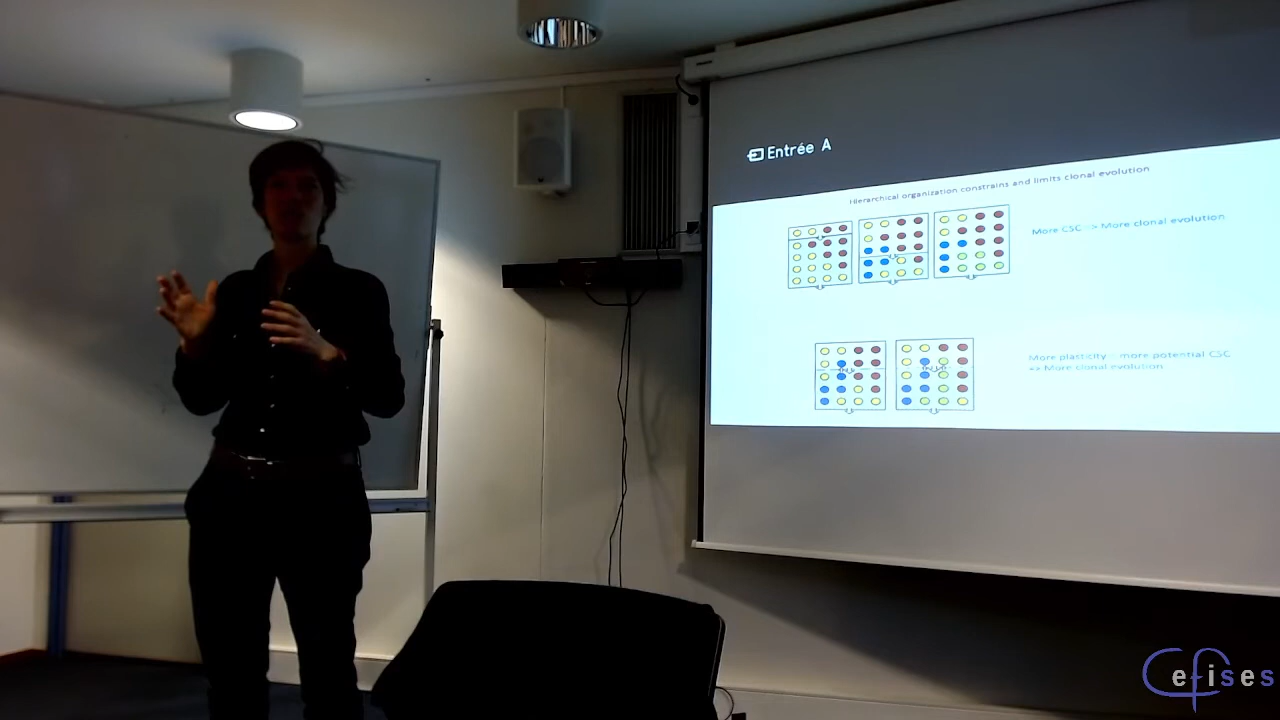 Entrée A
Hierarchical organization constrains and limits clonal evolution
More CSC => More clonal evolution
More plasticity = more potential CSC
=> More clonal evolution
Cefises